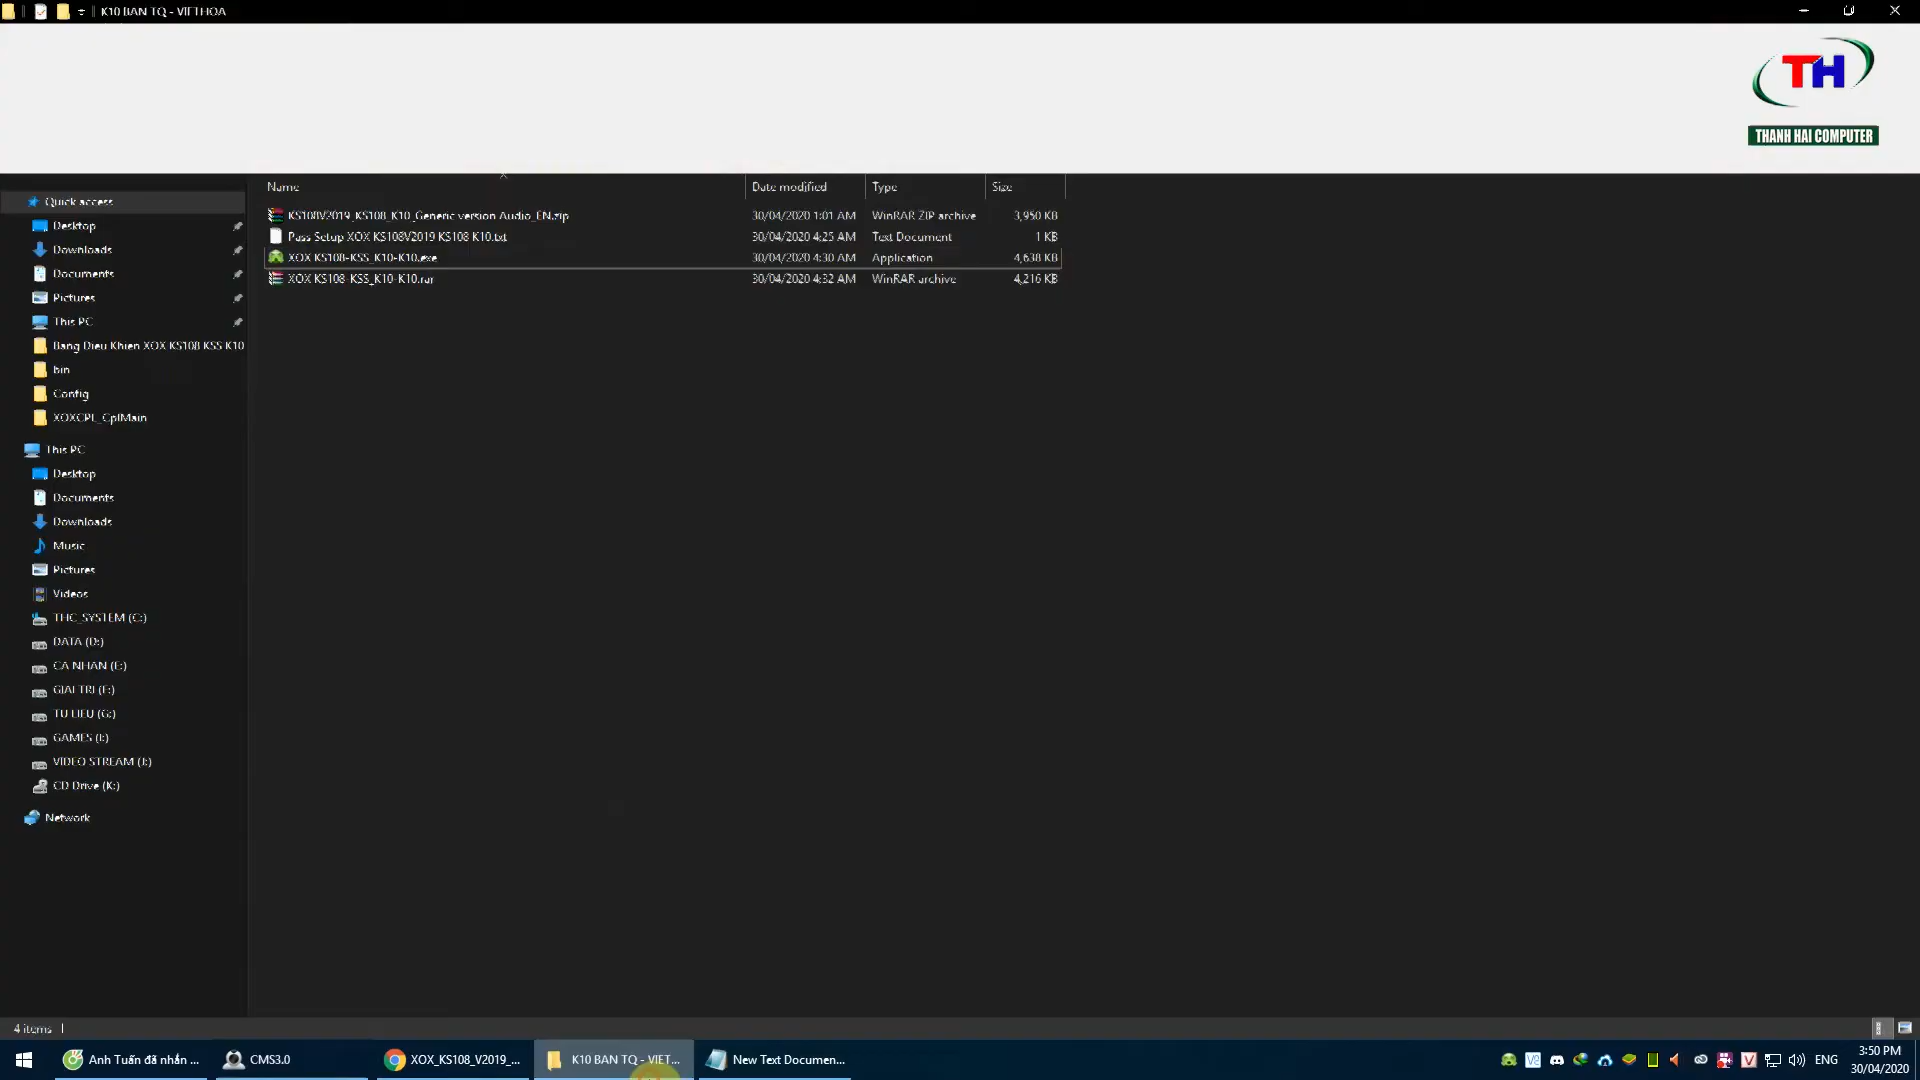 K10 BAN TQ - VIETHOA
TH
THANH HAI COMPUTER
Name Date modified Type Size
KS108V2019_KS108_K10_Generic version Audio_EN.zip 30/04/2020 1:01 AM WinRAR ZIP archive 3,950 KB
Pass Setup XOX KS108V2019 KS108 K10.txt 30/04/2020 4:25 AM Text Document 1 KB
XOX KS108-KSS_K10-K10.exe 30/04/2020 4:30 AM Application 4,638 KB
XOX KS108-KSS_K10-K10.rar 30/04/2020 4:32 AM WinRAR archive 4,216 KB
Quick access
Desktop
Downloads
Documents
Pictures
This PC
Bang Dieu Khien XOX KS108 KSS K10
bin
Config
XOXCPL_CplMain
This PC
Desktop
Documents
Downloads
Music
Pictures
Videos
THC_SYSTEM (C:)
DATA (D:)
CA NHAN (E:)
GIAI TRI (F:)
TU LIEU (G:)
GAMES (I:)
VIDEO STREAM (J:)
CD Drive (K:)
Network
4 items
Anh Tuấn đã nhắn ... CMS3.0 XOX_KS108_V2019_... K10 BAN TQ - VIET... New Text Documen... ENG 3:50 PM
30/04/2020